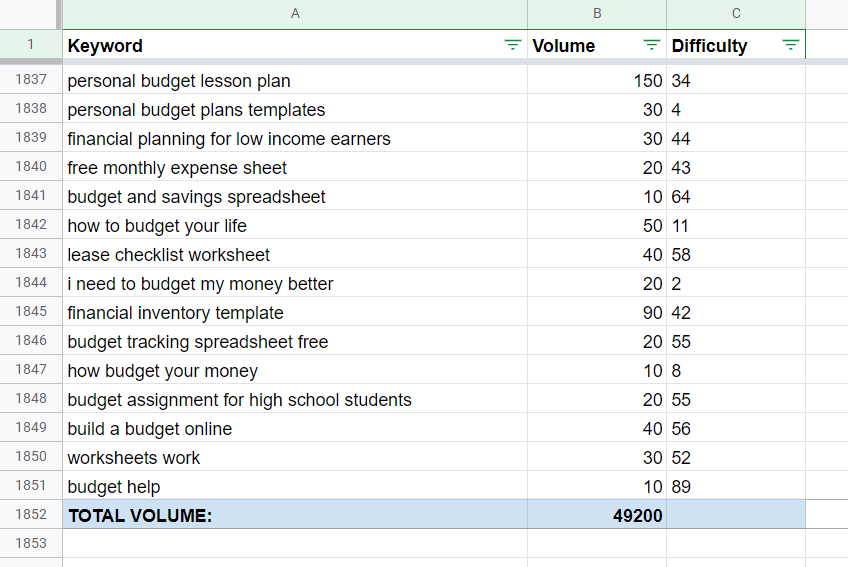 A B C
1 Keyword Volume Difficulty
1837 personal budget lesson plan 150 34
1838 personal budget plans templates 30 4
1839 financial planning for low income earners 30 44
1840 free monthly expense sheet 20 43
1841 budget and savings spreadsheet 10 64
1842 how to budget your life 50 11
1843 lease checklist worksheet 40 58
1844 i need to budget my money better 20 2
1845 financial inventory template 90 42
1846 budget tracking spreadsheet free 20 55
1847 how budget your money 10 8
1848 budget assignment for high school students 20 55
1849 build a budget online 40 56
1850 worksheets work 30 52
1851 budget help 10 89
1852 TOTAL VOLUME: 49200
1853